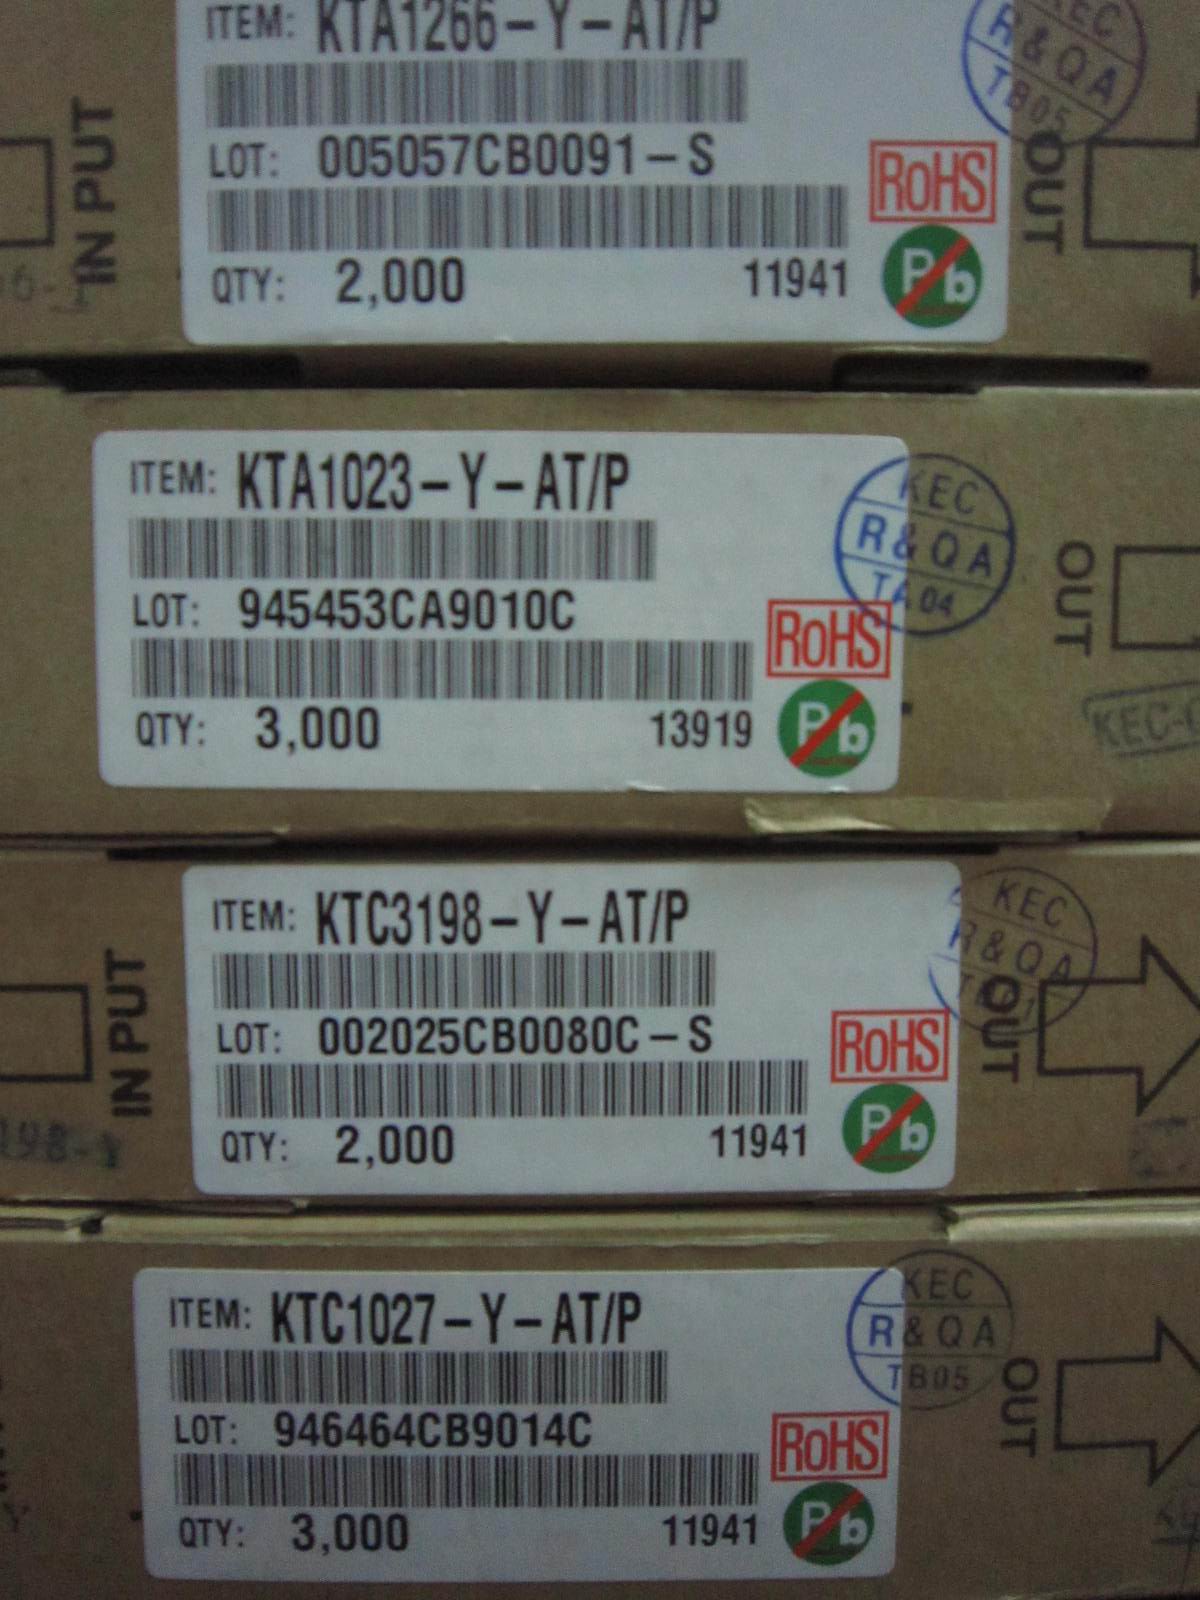 ITEM: KTA1266-Y-AT/P
KEC
R & Q A
TB05
LOT: 005057CB0091-S
RoHS
Pb
QTY: 2,000 11941
IN PUT
OUT
ITEM: KTA1023-Y-AT/P
KEC
R & Q A
TA04
LOT: 945453CA9010C
RoHS
Pb
QTY: 3,000 13919
OUT
ITEM: KTC3198-Y-AT/P
KEC
R & Q A
LOT: 002025CB0080C-S
RoHS
Pb
QTY: 2,000 11941
IN PUT
OUT
ITEM: KTC1027-Y-AT/P
KEC
R & Q A
TB05
LOT: 946464CB9014C
RoHS
Pb
QTY: 3,000 11941
OUT